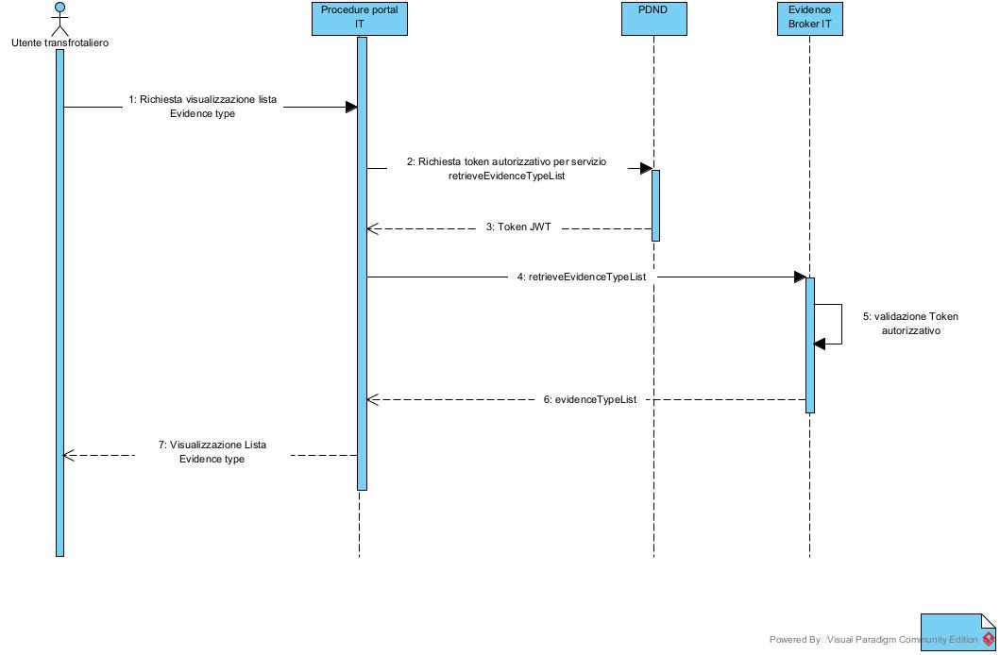 Procedure portal
IT
PDND
Evidence
Broker IT
Utente transfrotaliero
1: Richiesta visualizzazione lista
Evidence type
2: Richiesta token autorizzativo per servizio
retrieveEvidenceTypeList
3: Token JWT
4: retrieveEvidenceTypeList
5: validazione Token
autorizzativo
6: evidenceTypeList
7: Visualizzazione Lista
Evidence type
Powered By Visual Paradigm Community Edition